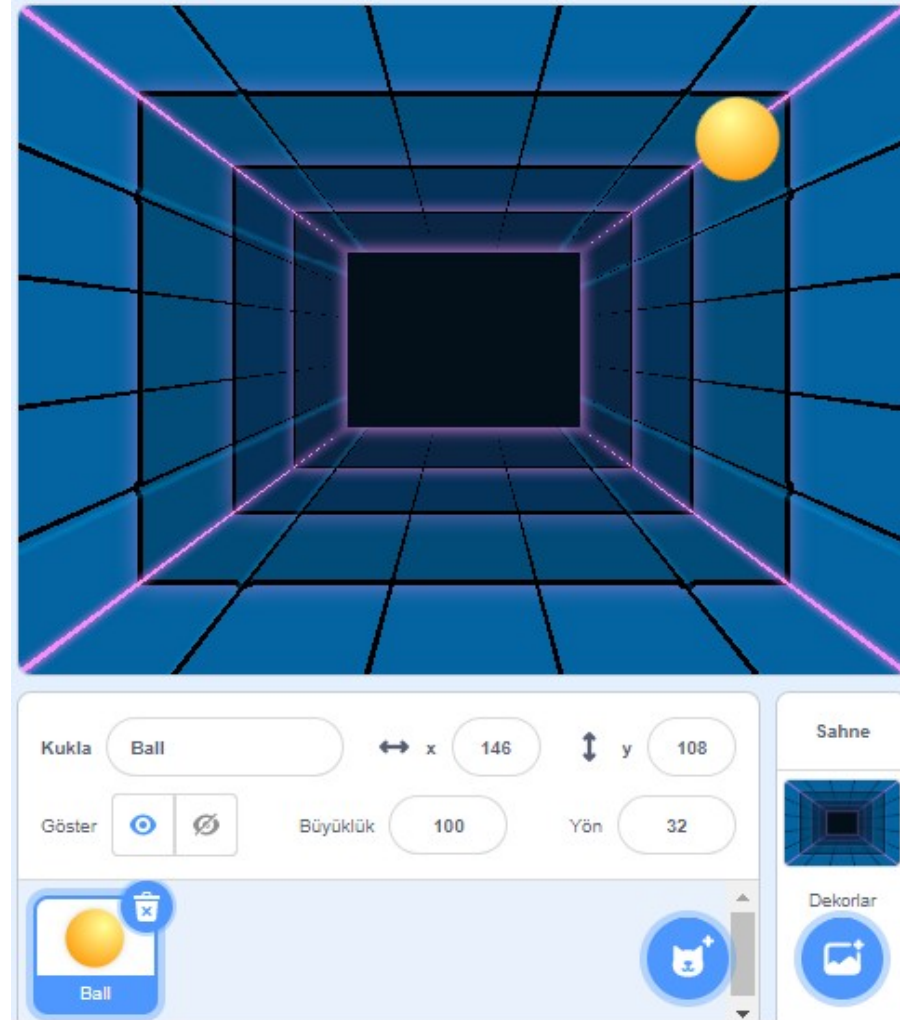 Kukla Ball x 146 y 108
Sahne
Göster Büyüklük 100 Yön 32
Dekorlar
Ball